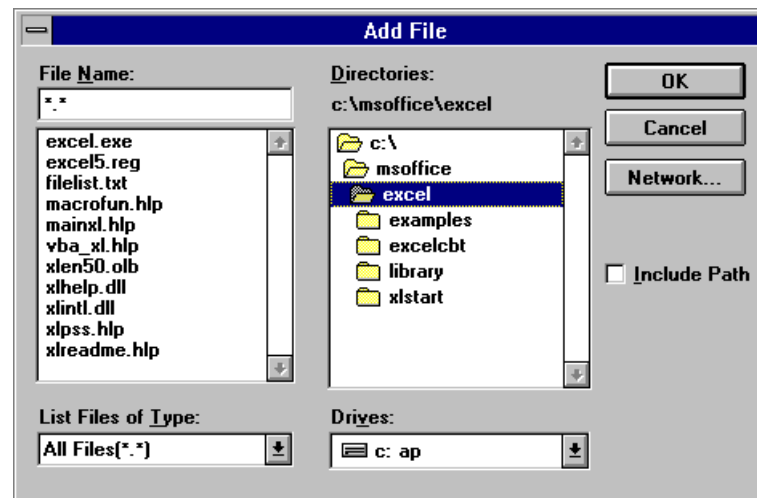 Add File
File Name:
*.*
excel.exe
excel5.reg
filelist.txt
macrofun.hlp
mainxl.hlp
vba_xl.hlp
xlen50.olb
xlhelp.dll
xlintl.dll
xlpss.hlp
xlreadme.hlp
List Files of Type:
All Files(*.*)
Directories:
c:\msoffice\excel
c:\
msoffice
excel
examples
excelcbt
library
xlstart
Drives:
c: ap
OK
Cancel
Network...
Include Path